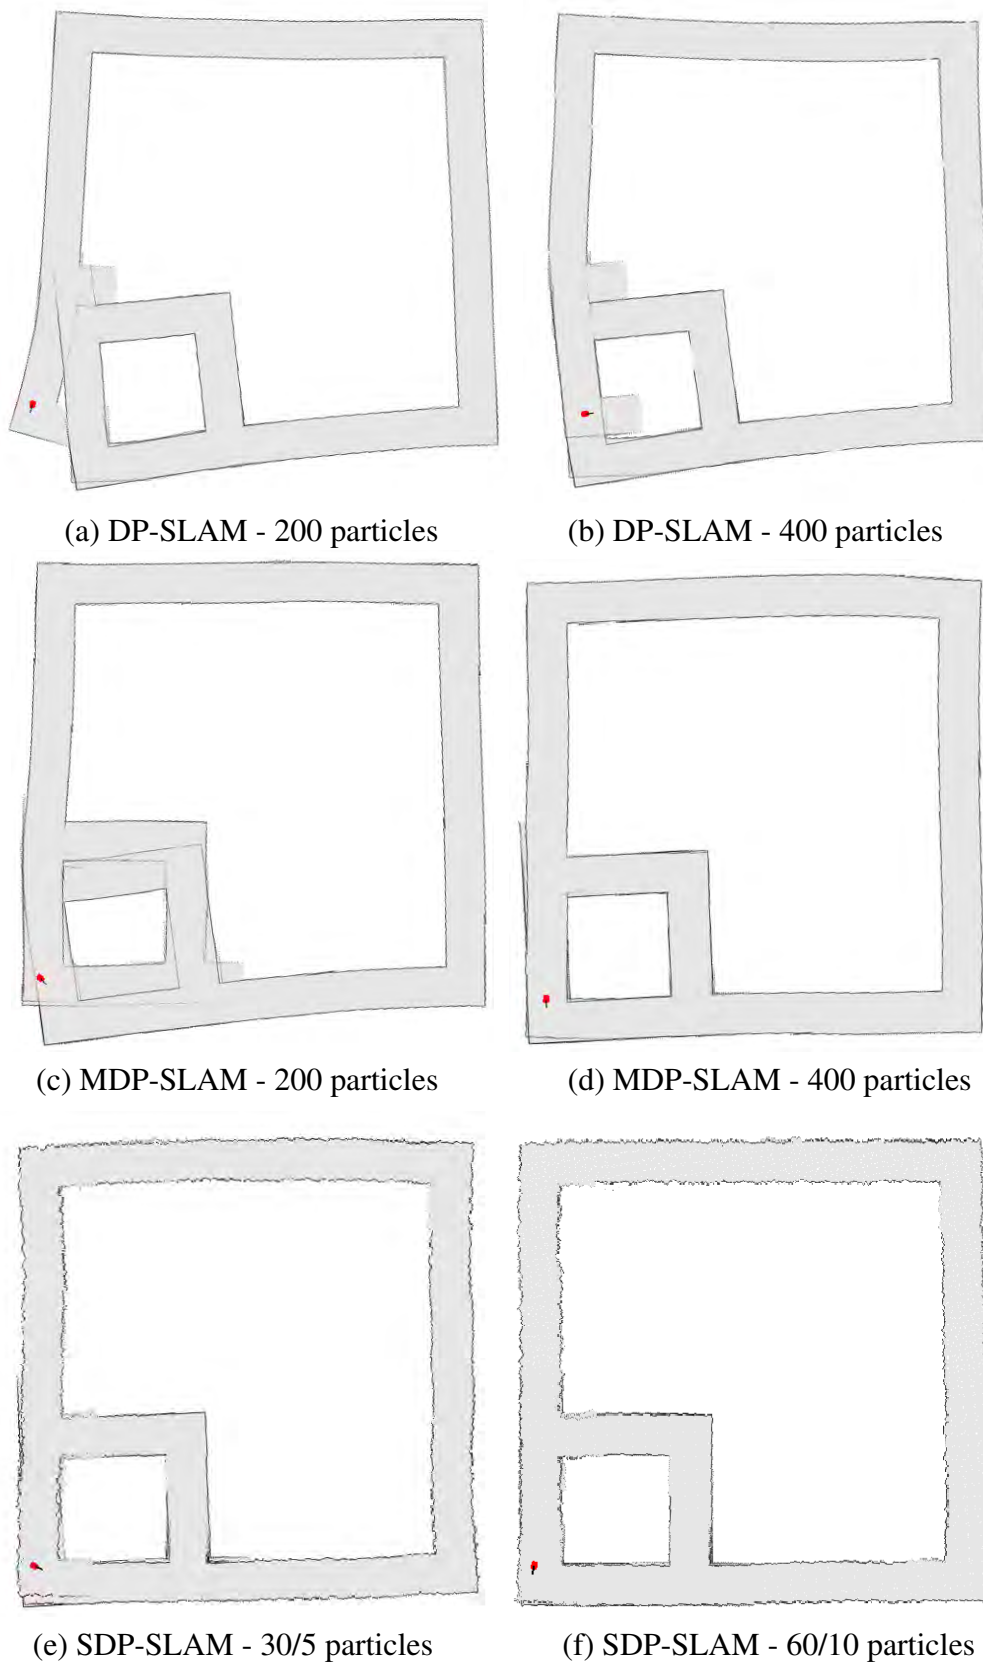 (a) DP-SLAM - 200 particles
(b) DP-SLAM - 400 particles
(c) MDP-SLAM - 200 particles
(d) MDP-SLAM - 400 particles
(e) SDP-SLAM - 30/5 particles
(f) SDP-SLAM - 60/10 particles